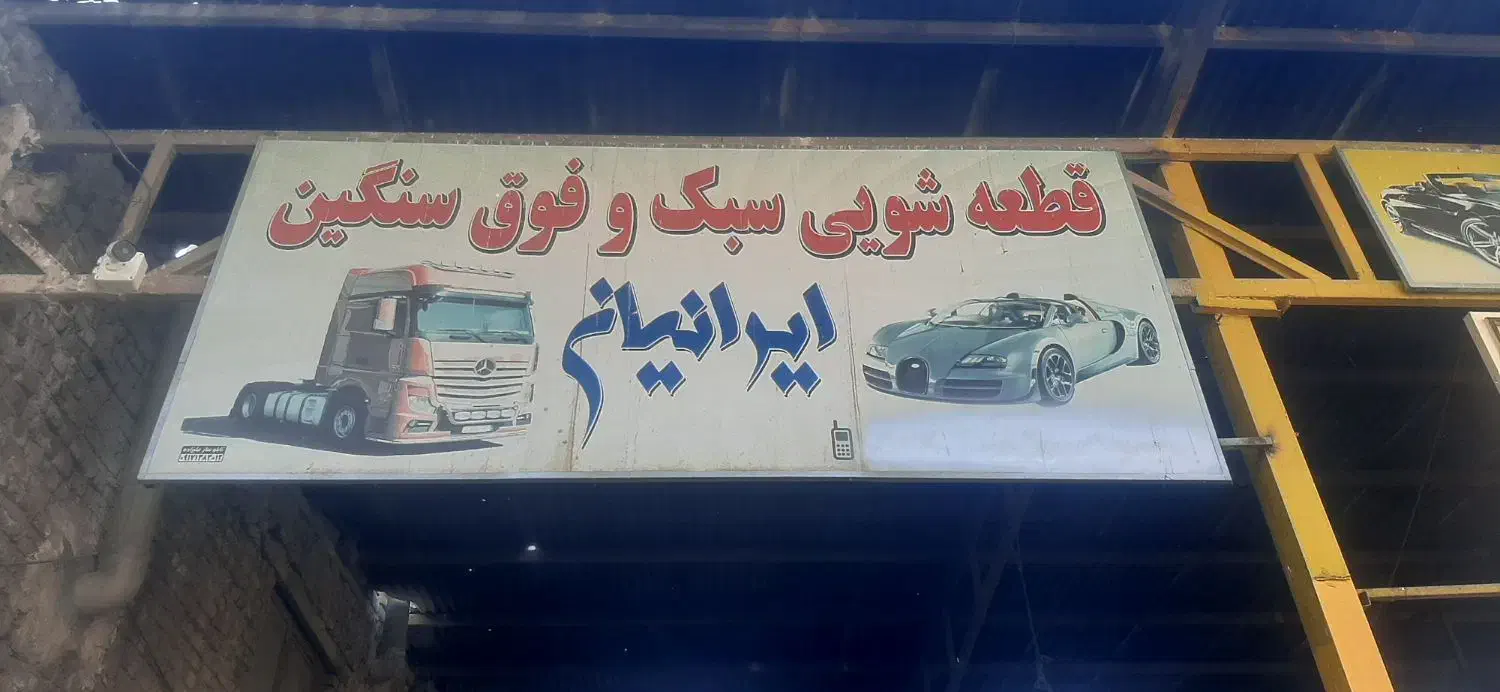 قطعه شویی سبک و فوق سنگین
ایرانیان